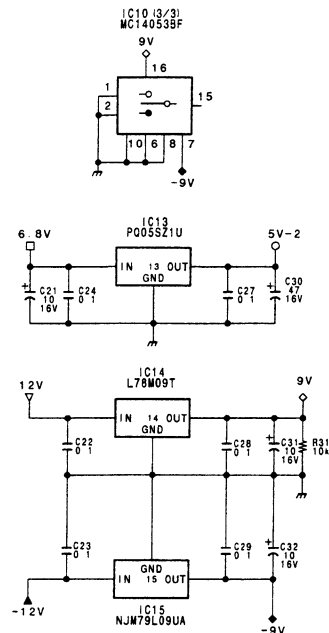 IC10 (3/3)
MC14053BF
9V
16
1
2
15
10 6 8 7
-9V
6.8V
IC13
PQ05SZ1U
5V-2
IN 13 OUT
GND
C21
10
16V
C24
0 1
C27
0 1
C30
47
16V
IC14
L78M09T
12V
9V
IN 14 OUT
GND
C22
0 1
C28
0 1
C31
10
16V
R31
10k
C23
0 1
C29
0 1
C32
10
16V
GND
IN 15 OUT
-12V
IC15
NJM79L09UA
-9V